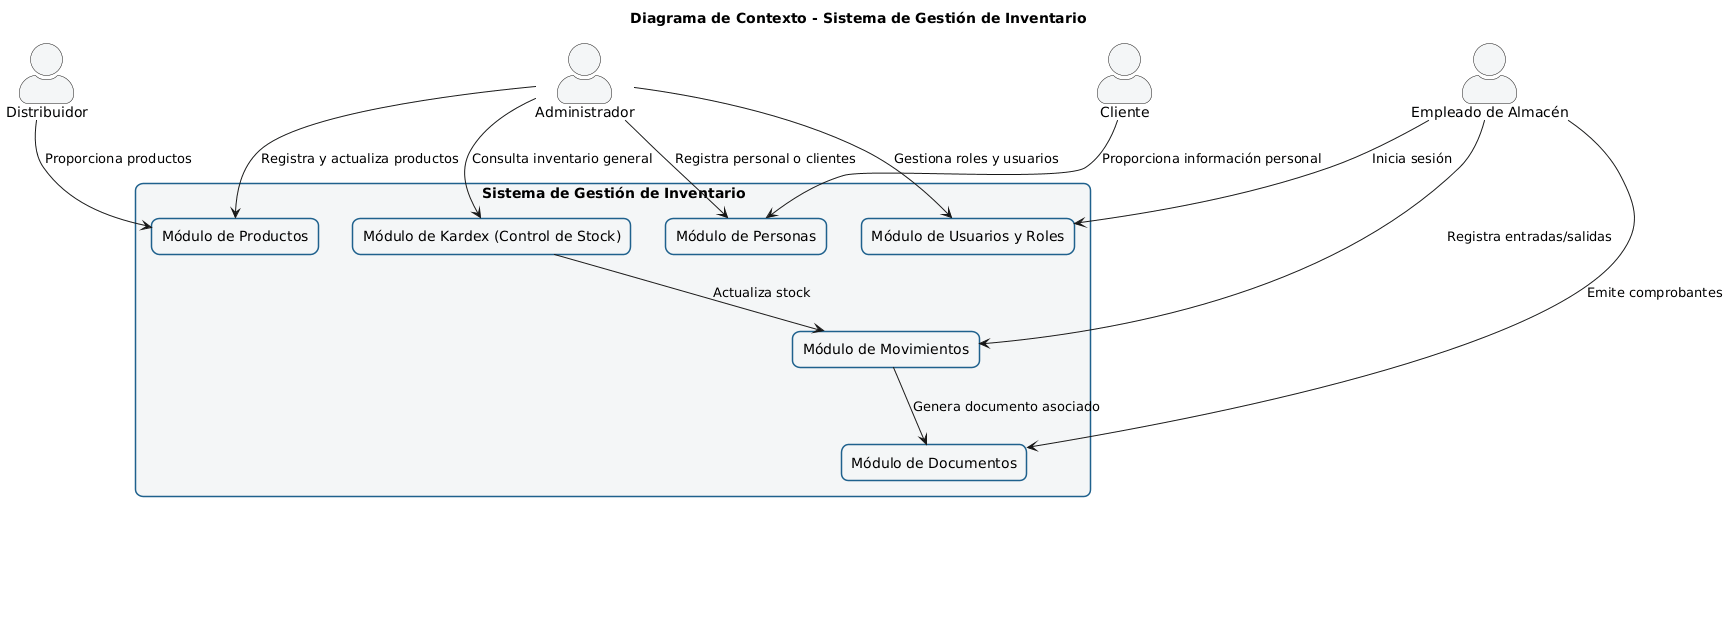 Diagrama de Contexto - Sistema de Gestión de Inventario
Distribuidor
Administrador
Cliente
Empleado de Almacén
Proporciona productos
Registra y actualiza productos
Consulta inventario general
Registra personal o clientes
Gestiona roles y usuarios
Proporciona información personal
Inicia sesión
Sistema de Gestión de Inventario
Módulo de Productos
Módulo de Kardex (Control de Stock)
Módulo de Personas
Módulo de Usuarios y Roles
Registra entradas/salidas
Actualiza stock
Emite comprobantes
Módulo de Movimientos
Genera documento asociado
Módulo de Documentos